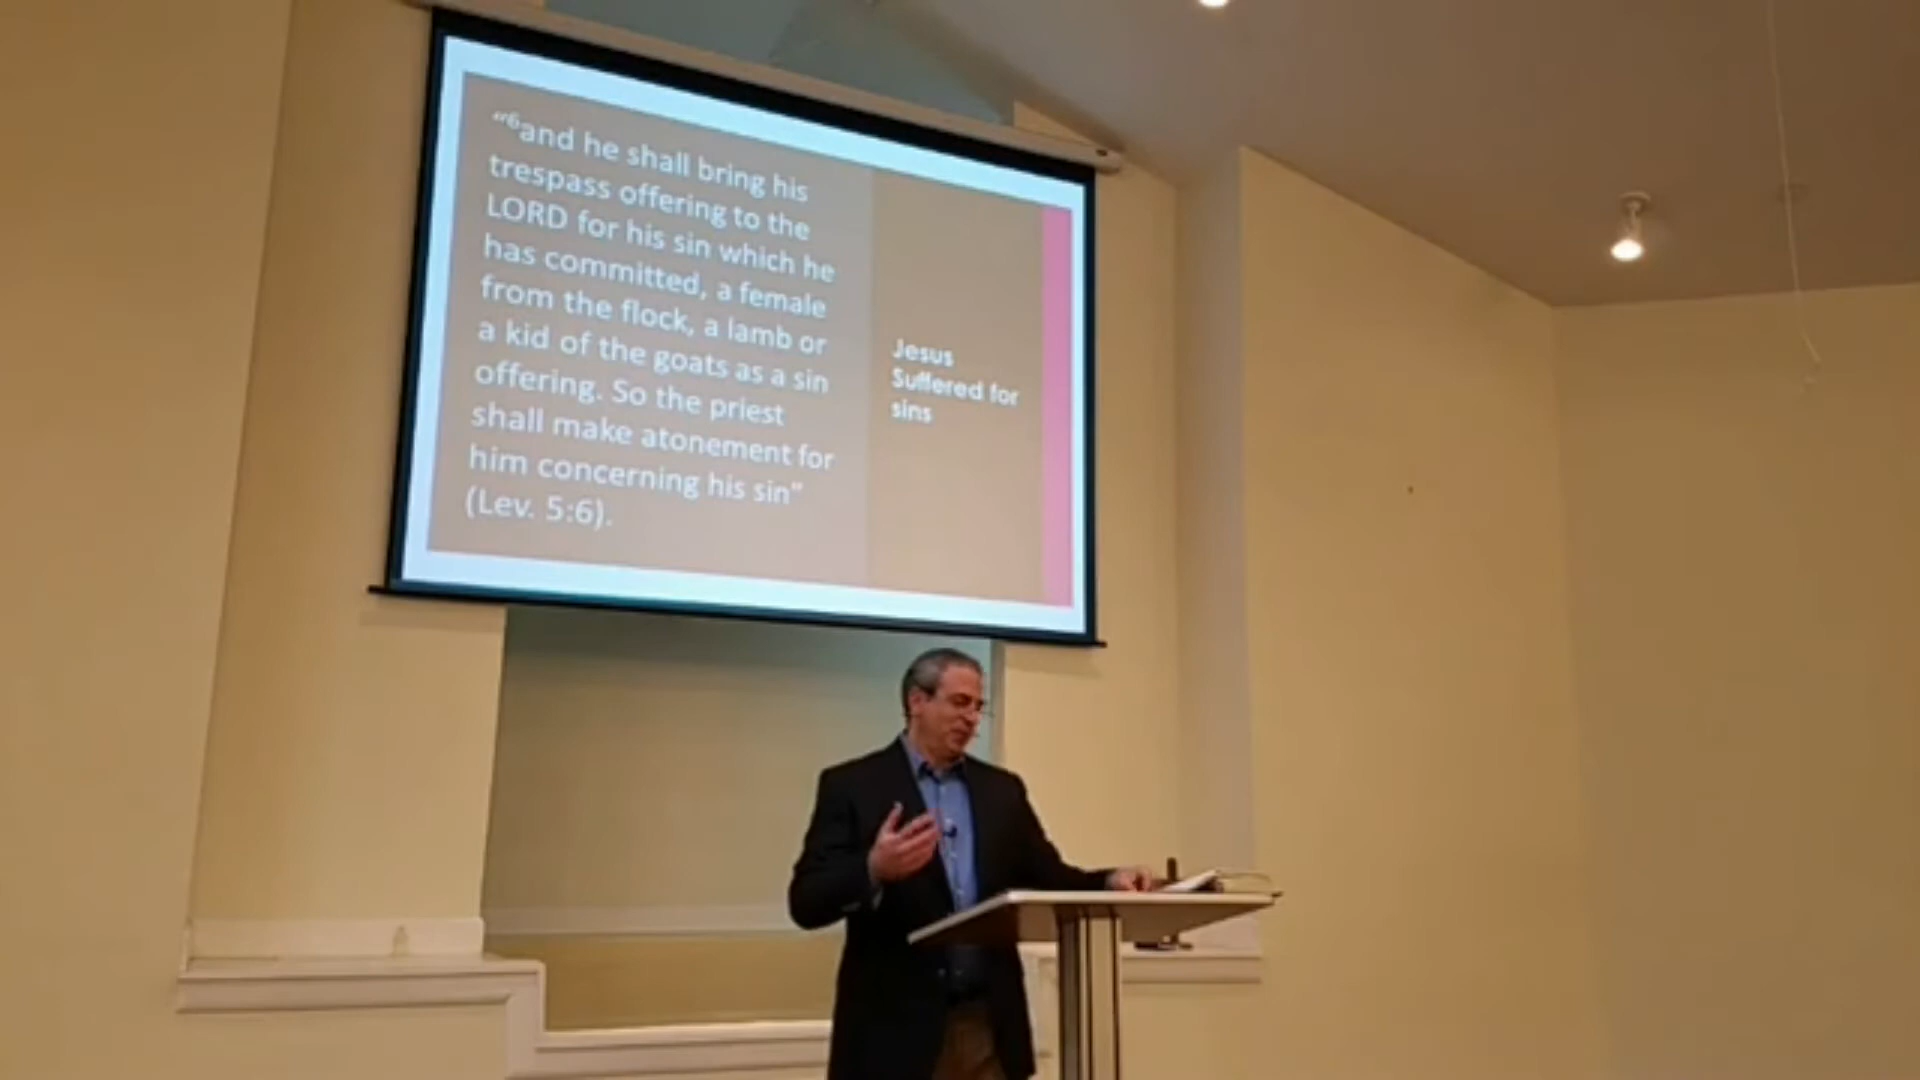 “⁶and he shall bring his
trespass offering to the
LORD for his sin which he
has committed, a female
from the flock, a lamb or
a kid of the goats as a sin
offering. So the priest
shall make atonement for
him concerning his sin”
(Lev. 5:6).
Jesus
Suffered for
sins